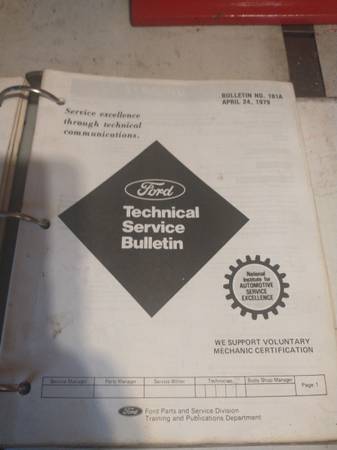 BULLETIN NO. 181A
APRIL 24, 1979
Service excellence
through technical
communications.
Ford
Technical
Service
Bulletin
National
Institute for
AUTOMOTIVE
SERVICE
EXCELLENCE
WE SUPPORT VOLUNTARY
MECHANIC CERTIFICATION
Service Manager Parts Manager Service Writer Technician Body Shop Manager Page 1
Ford Ford Parts and Service Division
Training and Publications Department